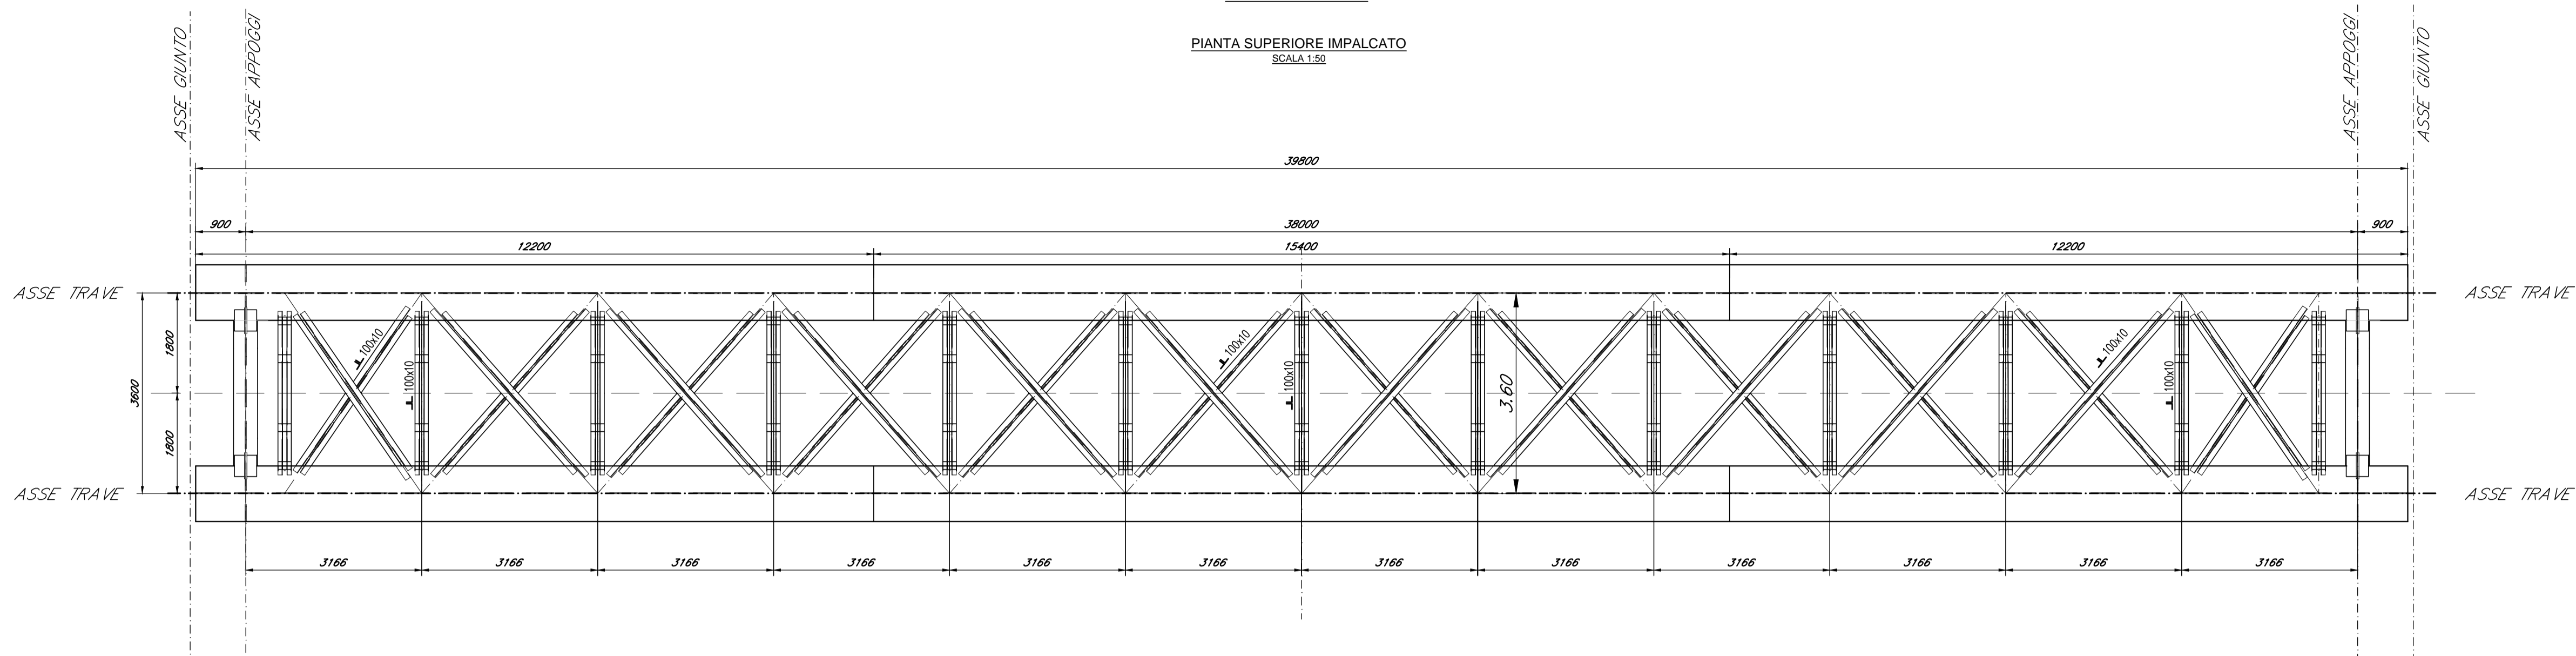 PIANTA SUPERIORE IMPALCATO
SCALA 1:50
ASSE GIUNTO
ASSE APPOGGI
ASSE APPOGGI
ASSE GIUNTO
39800
900
38000
900
12200
15400
12200
ASSE TRAVE
ASSE TRAVE
1800
3600
1800
100x10
100x10
100x10
100x10
3.60
100x10
100x10
ASSE TRAVE
ASSE TRAVE
3166
3166
3166
3166
3166
3166
3166
3166
3166
3166
3166
3166